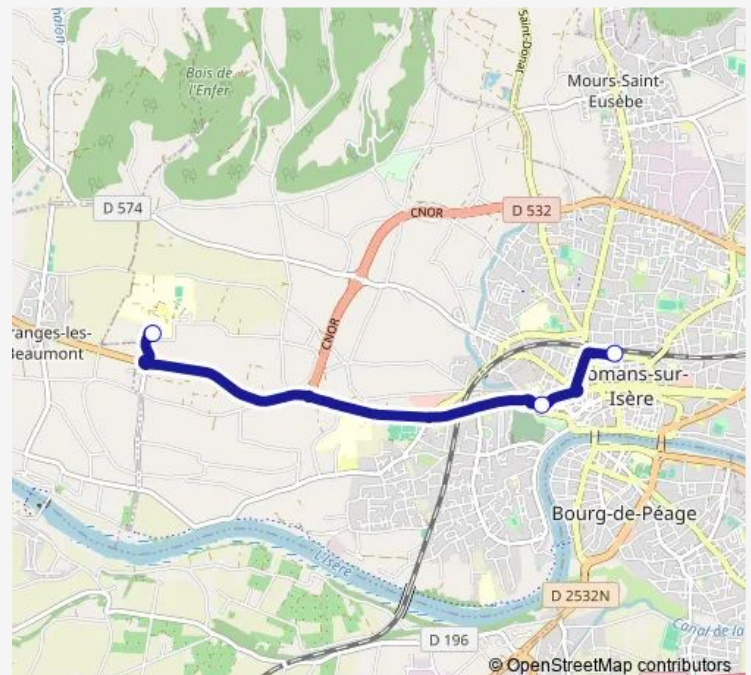 Saint-Donat
Mours-Saint-
Eusèbe
Bois de
l'Enfer
D 574
CNOR
D 532
CNOR
ranges-les-
Beaumont
omans-sur-
Isère
Bourg-de-Péage
L'Isère
D 2532N
D 196
Canal de la
© OpenStreetMap contributors